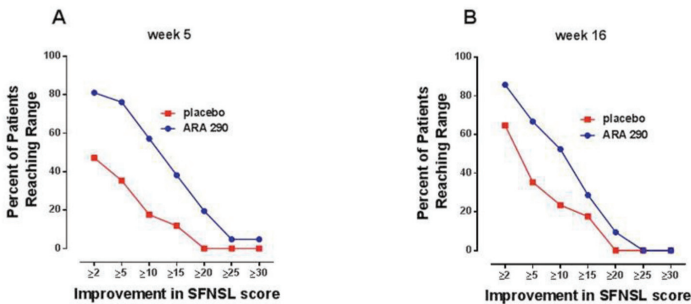 A
week 5
Percent of Patients
Reaching Range
100
80
60
40
20
0
placebo
ARA 290
≥2 ≥5 ≥10 ≥15 ≥20 ≥25 ≥30
Improvement in SFNSL score
B
week 16
Percent of Patients
Reaching Range
100
80
60
40
20
0
placebo
ARA 290
≥2 ≥5 ≥10 ≥15 ≥20 ≥25 ≥30
Improvement in SFNSL score